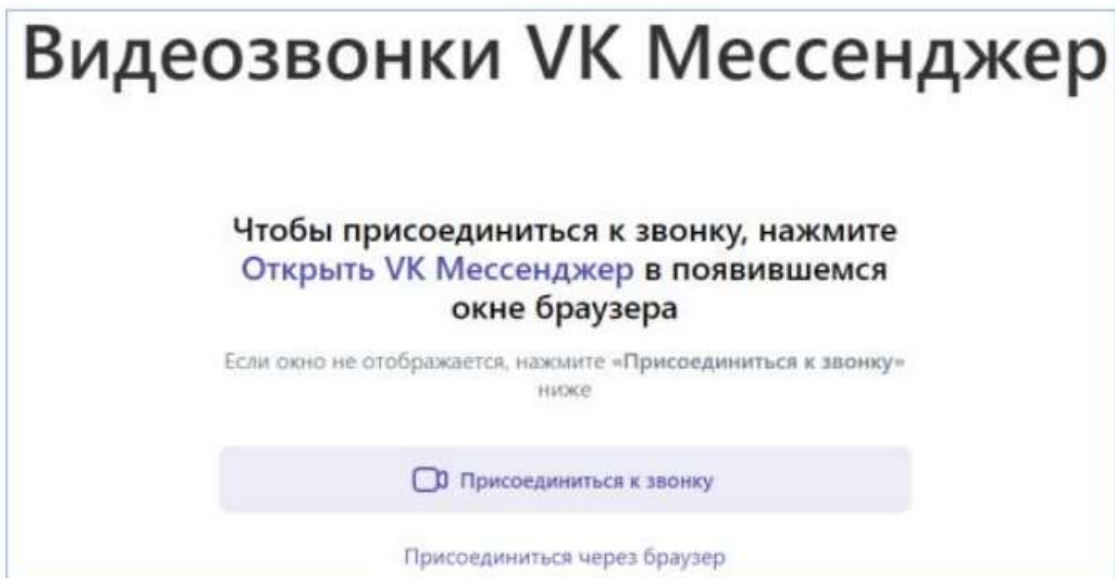 Видеозвонки VK Мессенджер
Чтобы присоединиться к звонку, нажмите
Открыть VK Мессенджер в появившемся
окне браузера
Если окно не отображается, нажмите «Присоединиться к звонку»
ниже
Присоединиться к звонку
Присоединиться через браузер